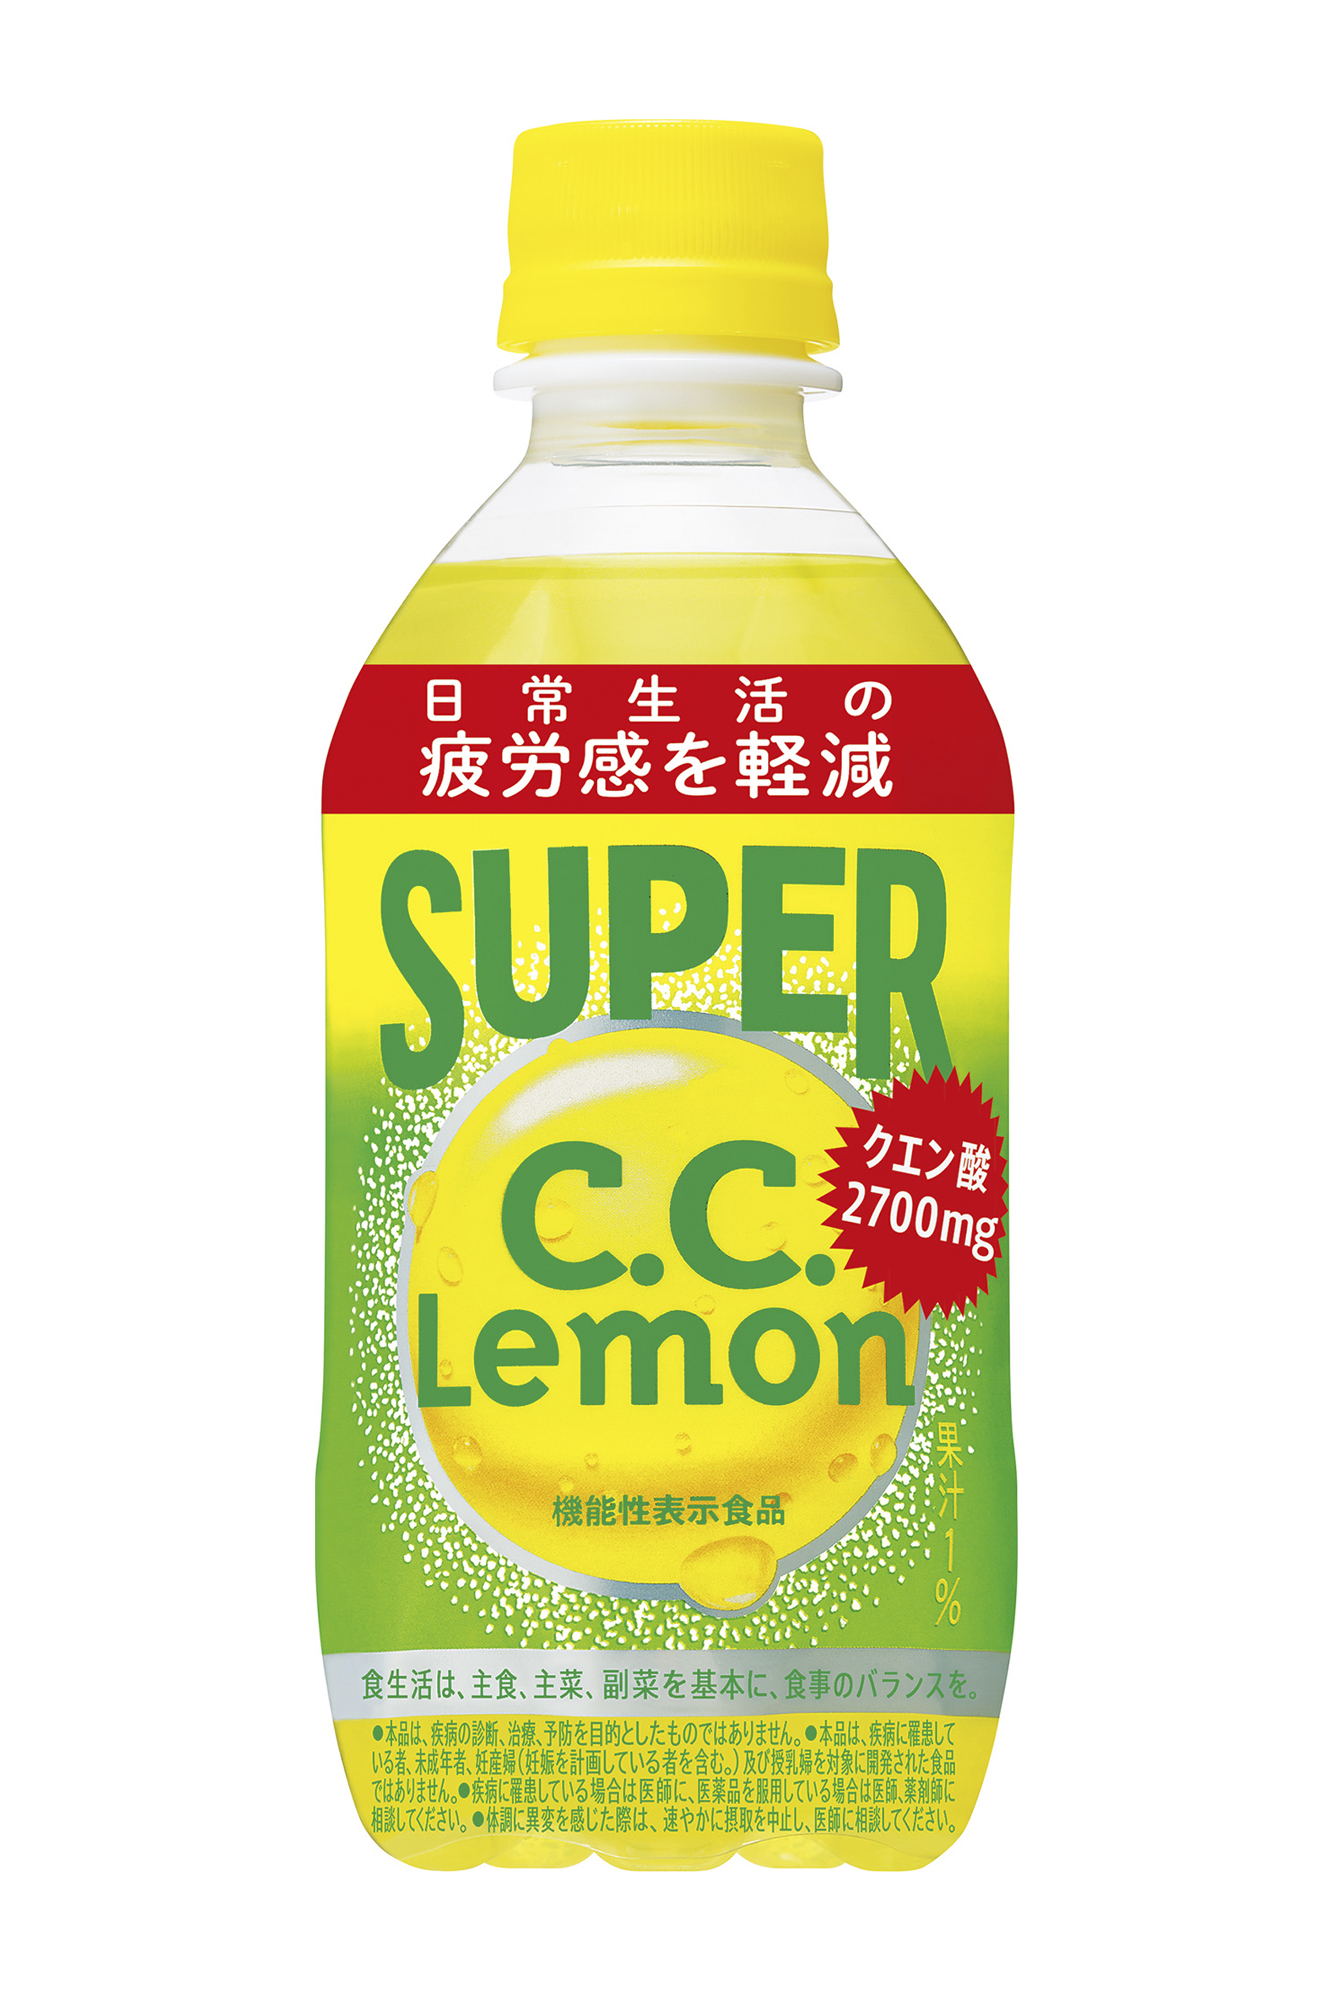 日常生活の
疲労感を軽減
SUPER
C.C.
Lemon
クエン酸
2700mg
果汁1%
機能性表示食品
食生活は、主食、主菜、副菜を基本に、食事のバランスを。
●本品は、疾病の診断、治療、予防を目的としたものではありません。●本品は、疾病に罹患して
いる者、未成年者、妊産婦(妊娠を計画している者を含む。)及び授乳婦を対象に開発された食品
ではありません。●疾病に罹患している場合は医師に、医薬品を服用している場合は医師、薬剤師に
相談してください。●体調に異変を感じた際は、速やかに摂取を中止し、医師に相談してください。